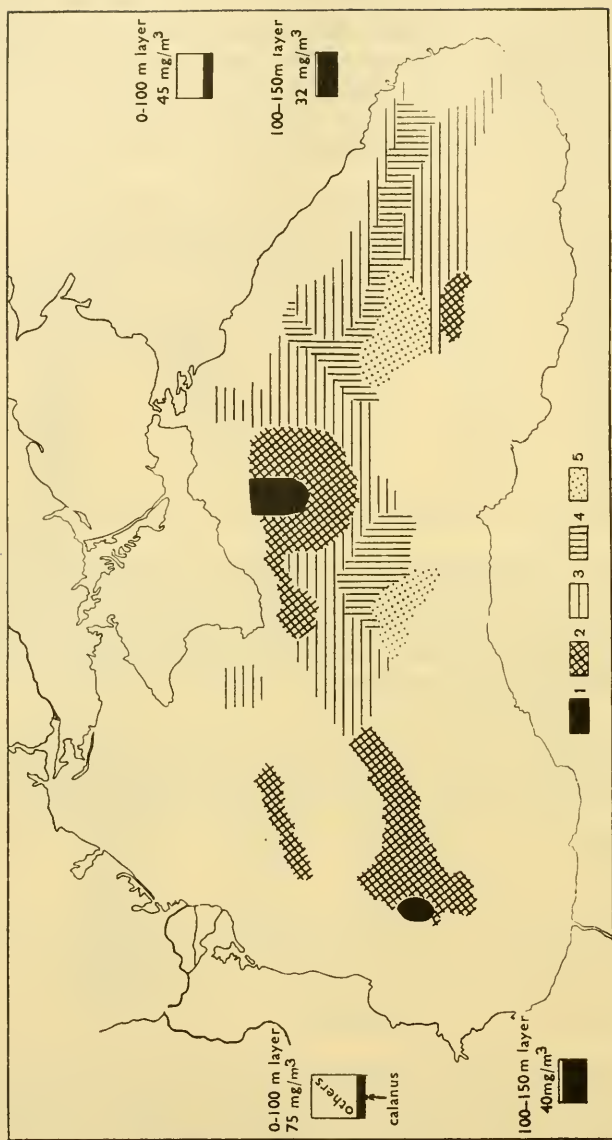 0-100 m layer
45 mg/m³
100-150m layer
32 mg/m³
0-100 m layer
75 mg/m³
others
calanus
100-150m layer
40mg/m³
1 2 3 4 5